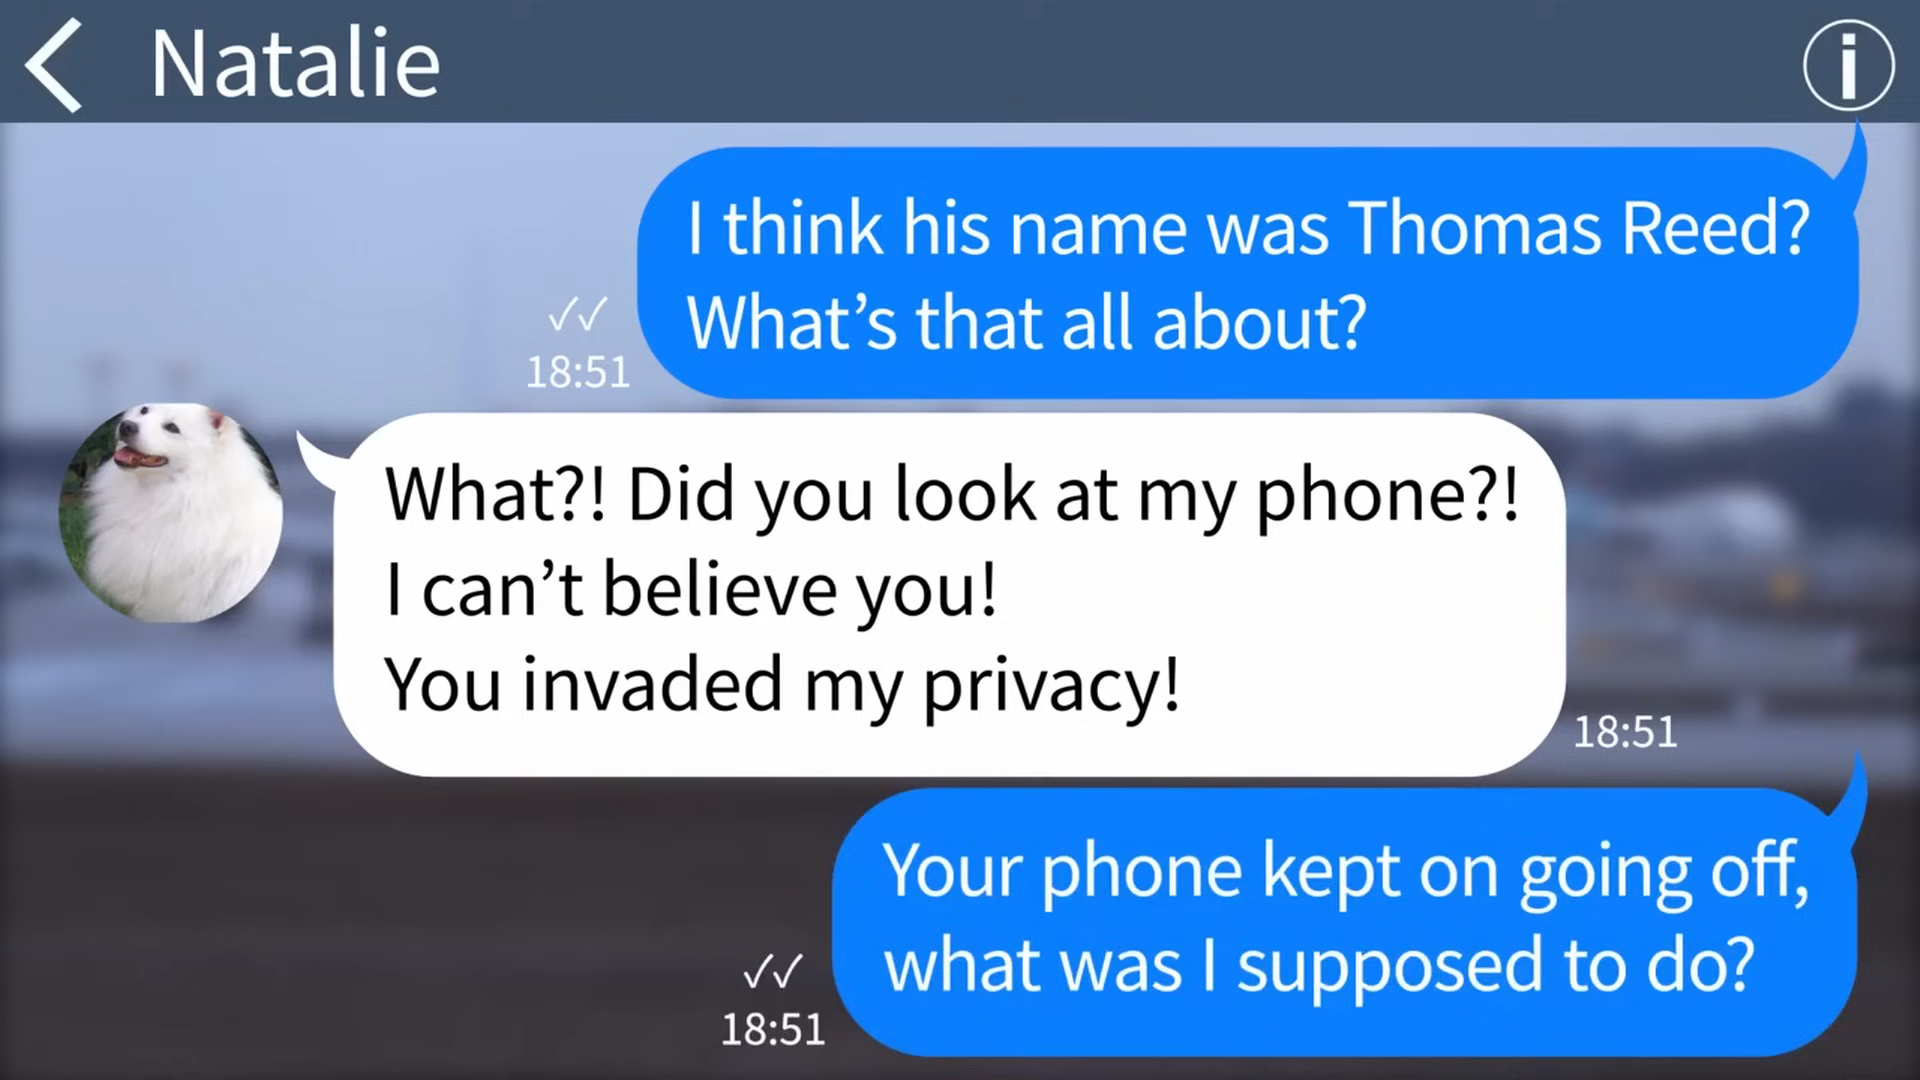 Natalie
I think his name was Thomas Reed?
What’s that all about?
18:51
What?! Did you look at my phone?!
I can’t believe you!
You invaded my privacy!
18:51
Your phone kept on going off,
what was I supposed to do?
18:51